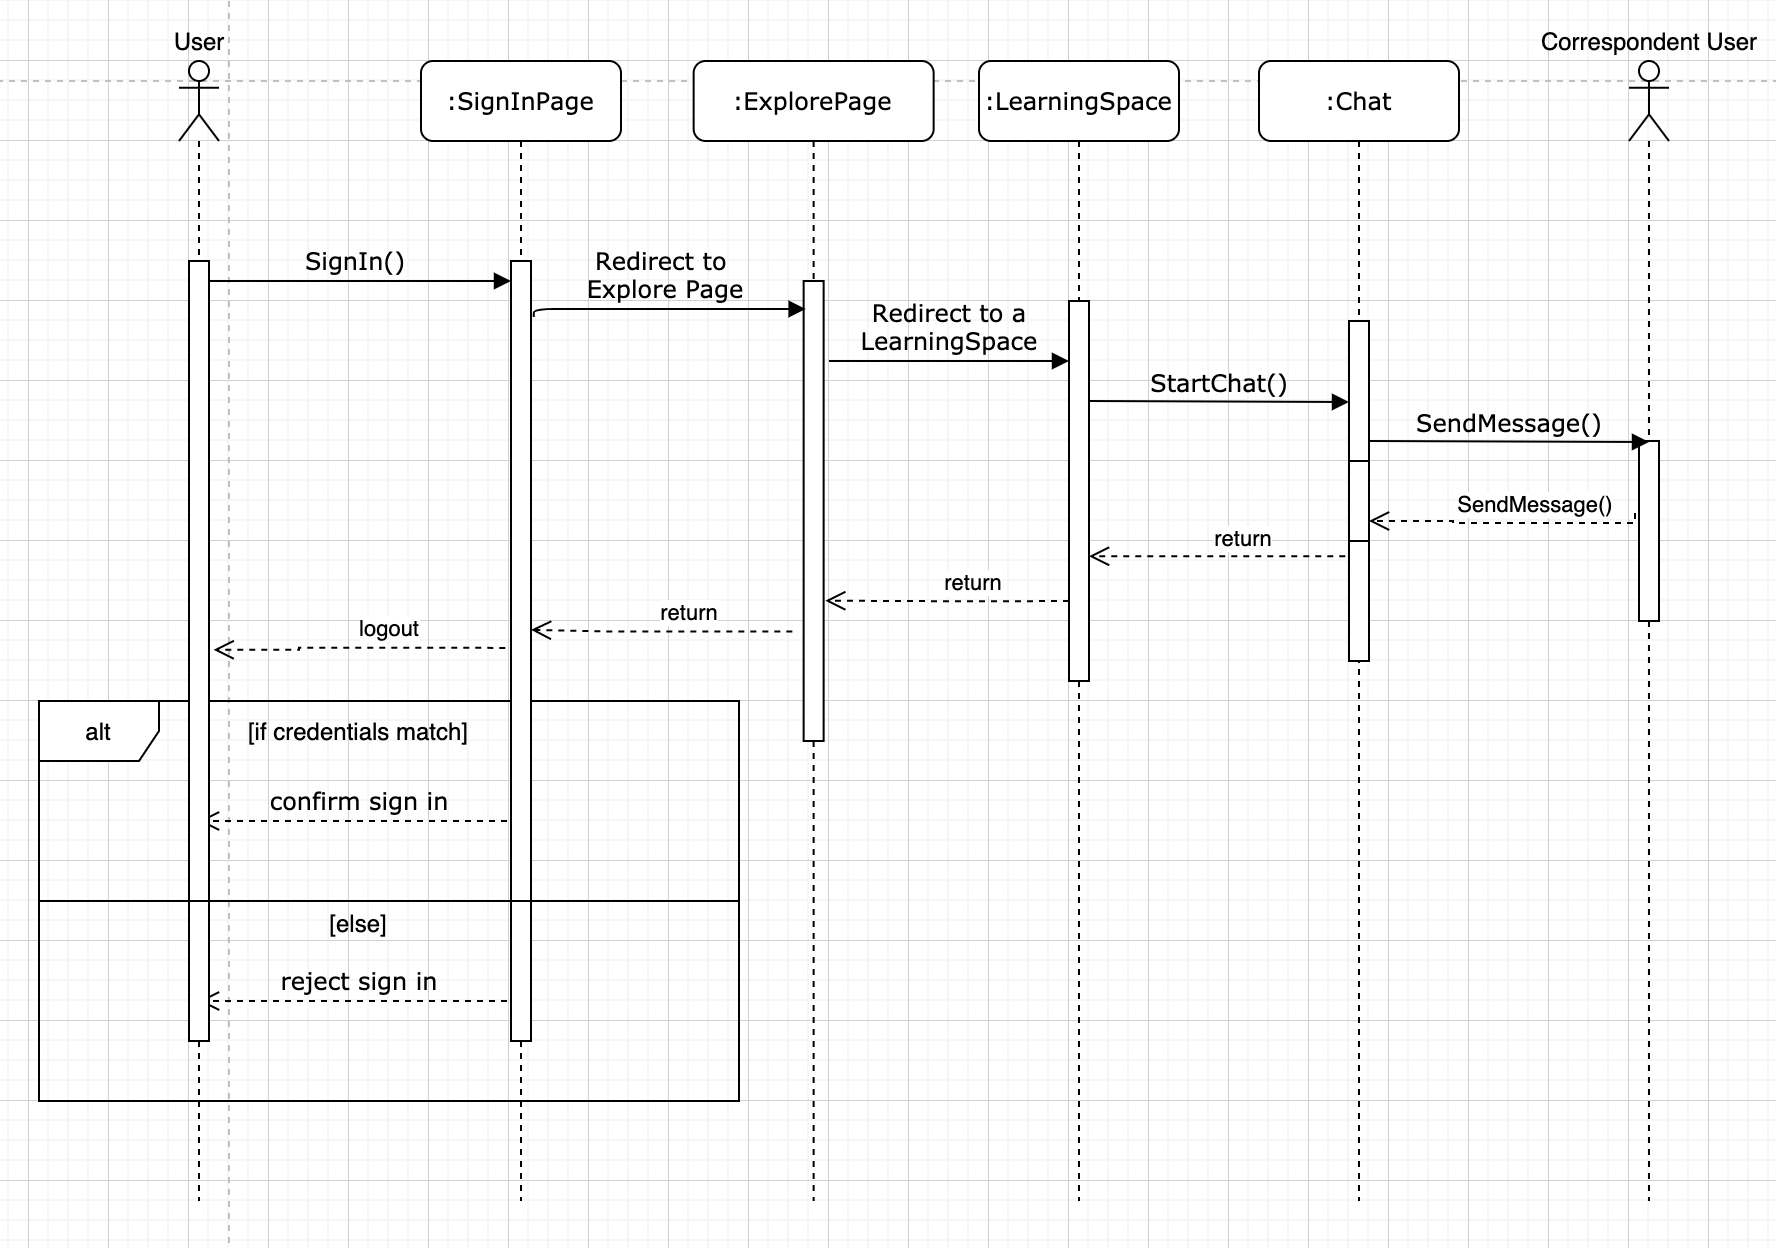 User
Correspondent User
:SignInPage
:ExplorePage
:LearningSpace
:Chat
SignIn()
Redirect to
Explore Page
Redirect to a
LearningSpace
StartChat()
SendMessage()
SendMessage()
return
return
return
logout
alt
[if credentials match]
confirm sign in
[else]
reject sign in